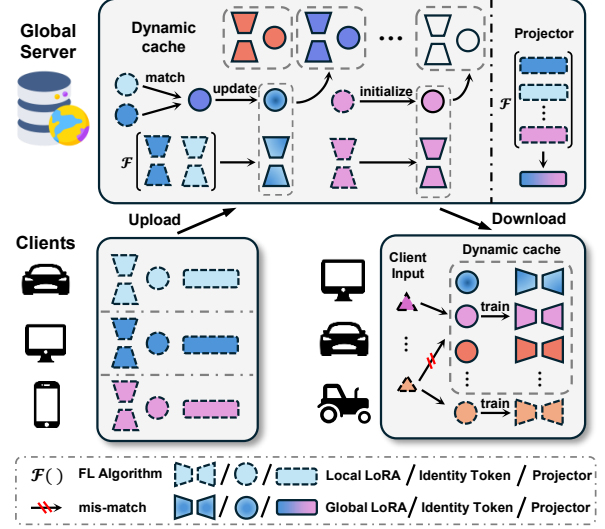 Global
Server
Dynamic
cache
match
update
...
initialize
Projector
ℱ
ℱ
Upload
Download
Clients
Client
Input
Dynamic cache
train
train
ℱ( ) FL Algorithm / / Local LoRA / Identity Token / Projector
mis-match / / Global LoRA / Identity Token / Projector